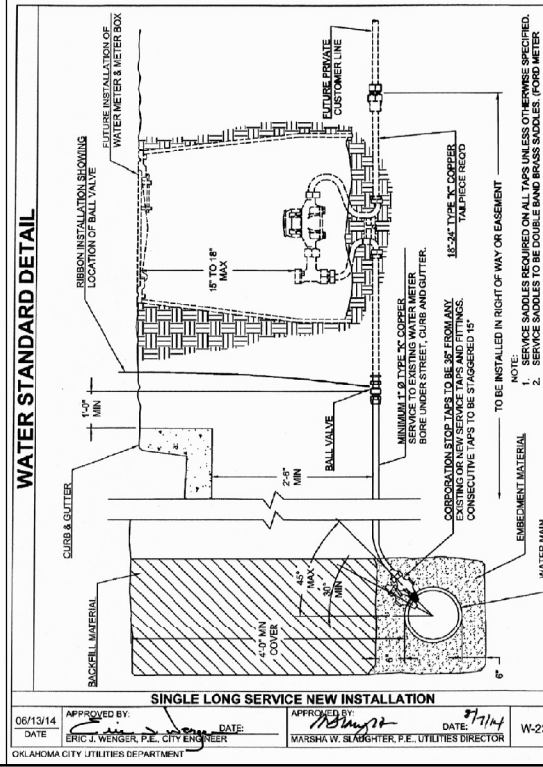 WATER STANDARD DETAIL
RIBBON INSTALLATION SHOWING
LOCATION OF BALL VALVE
FUTURE INSTALLATION OF
WATER METER & METER BOX
CURB & GUTTER
1'-0"
MIN
15" TO 18"
MAX
FUTURE PRIVATE
CUSTOMER LINE
BACKFILL MATERIAL
2'-6"
MIN
BALL VALVE
MINIMUM 1" Ø TYPE "K" COPPER
SERVICE TO EXISTING WATER METER
BORE UNDER STREET, CURB AND GUTTER.
18"-24" TYPE "K" COPPER
TAILPIECE REQ'D
4'-0" MIN
COVER
45°
MAX
30°
MIN
CORPORATION STOP TAPS TO BE 36" FROM ANY
EXISTING OR NEW SERVICE TAPS AND FITTINGS.
CONSECUTIVE TAPS TO BE STAGGERED 15"
TO BE INSTALLED IN RIGHT OF WAY OR EASEMENT
6"
6"
EMBEDMENT MATERIAL
WATER MAIN
NOTE:
1. SERVICE SADDLES REQUIRED ON ALL TAPS UNLESS OTHERWISE SPECIFIED.
2. SERVICE SADDLES TO BE DOUBLE BAND BRASS SADDLES. (FORD METER
SINGLE LONG SERVICE NEW INSTALLATION
06/13/14
DATE
APPROVED BY:
DATE:
ERIC J. WENGER, P.E., CITY ENGINEER
APPROVED BY:
DATE:
MARSHA W. SLAUGHTER, P.E., UTILITIES DIRECTOR
OKLAHOMA CITY UTILITIES DEPARTMENT